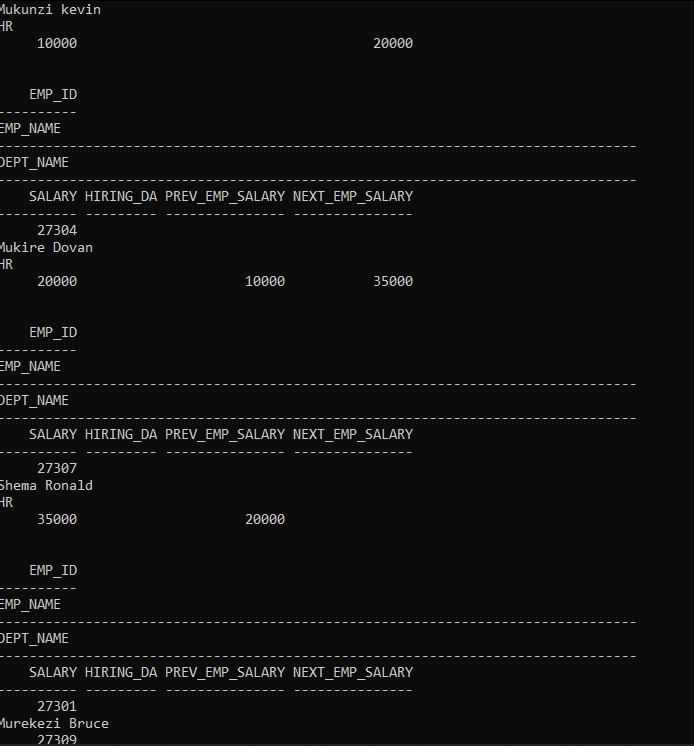 Mukunzi kevin
HR
10000 20000
EMP_ID
----------
EMP_NAME
--------------------------------------------------------------------------------
DEPT_NAME
--------------------------------------------------------------------------------
SALARY HIRING_DA PREV_EMP_SALARY NEXT_EMP_SALARY
---------- --------- --------------- ---------------
27304
Mukire Dovan
HR
20000 10000 35000
EMP_ID
----------
EMP_NAME
--------------------------------------------------------------------------------
DEPT_NAME
--------------------------------------------------------------------------------
SALARY HIRING_DA PREV_EMP_SALARY NEXT_EMP_SALARY
---------- --------- --------------- ---------------
27307
Shema Ronald
HR
35000 20000
EMP_ID
----------
EMP_NAME
--------------------------------------------------------------------------------
DEPT_NAME
--------------------------------------------------------------------------------
SALARY HIRING_DA PREV_EMP_SALARY NEXT_EMP_SALARY
---------- --------- --------------- ---------------
27301
Murekezi Bruce
27309